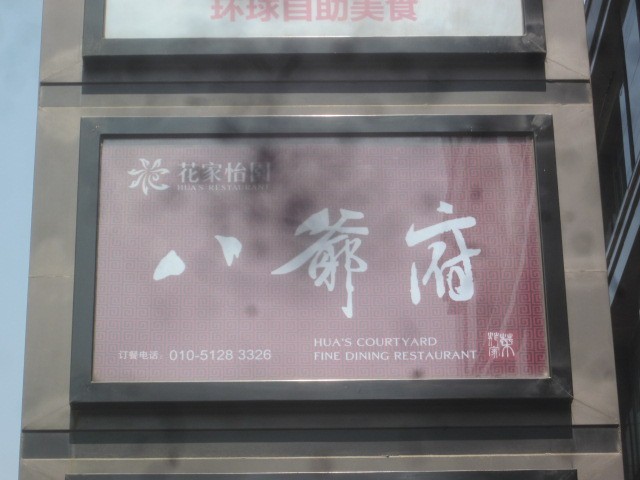 环球自助美食
花家怡园
HUA'S RESTAURANT
八爺府
订餐电话: 010-5128 3326
HUA'S COURTYARD
FINE DINING RESTAURANT